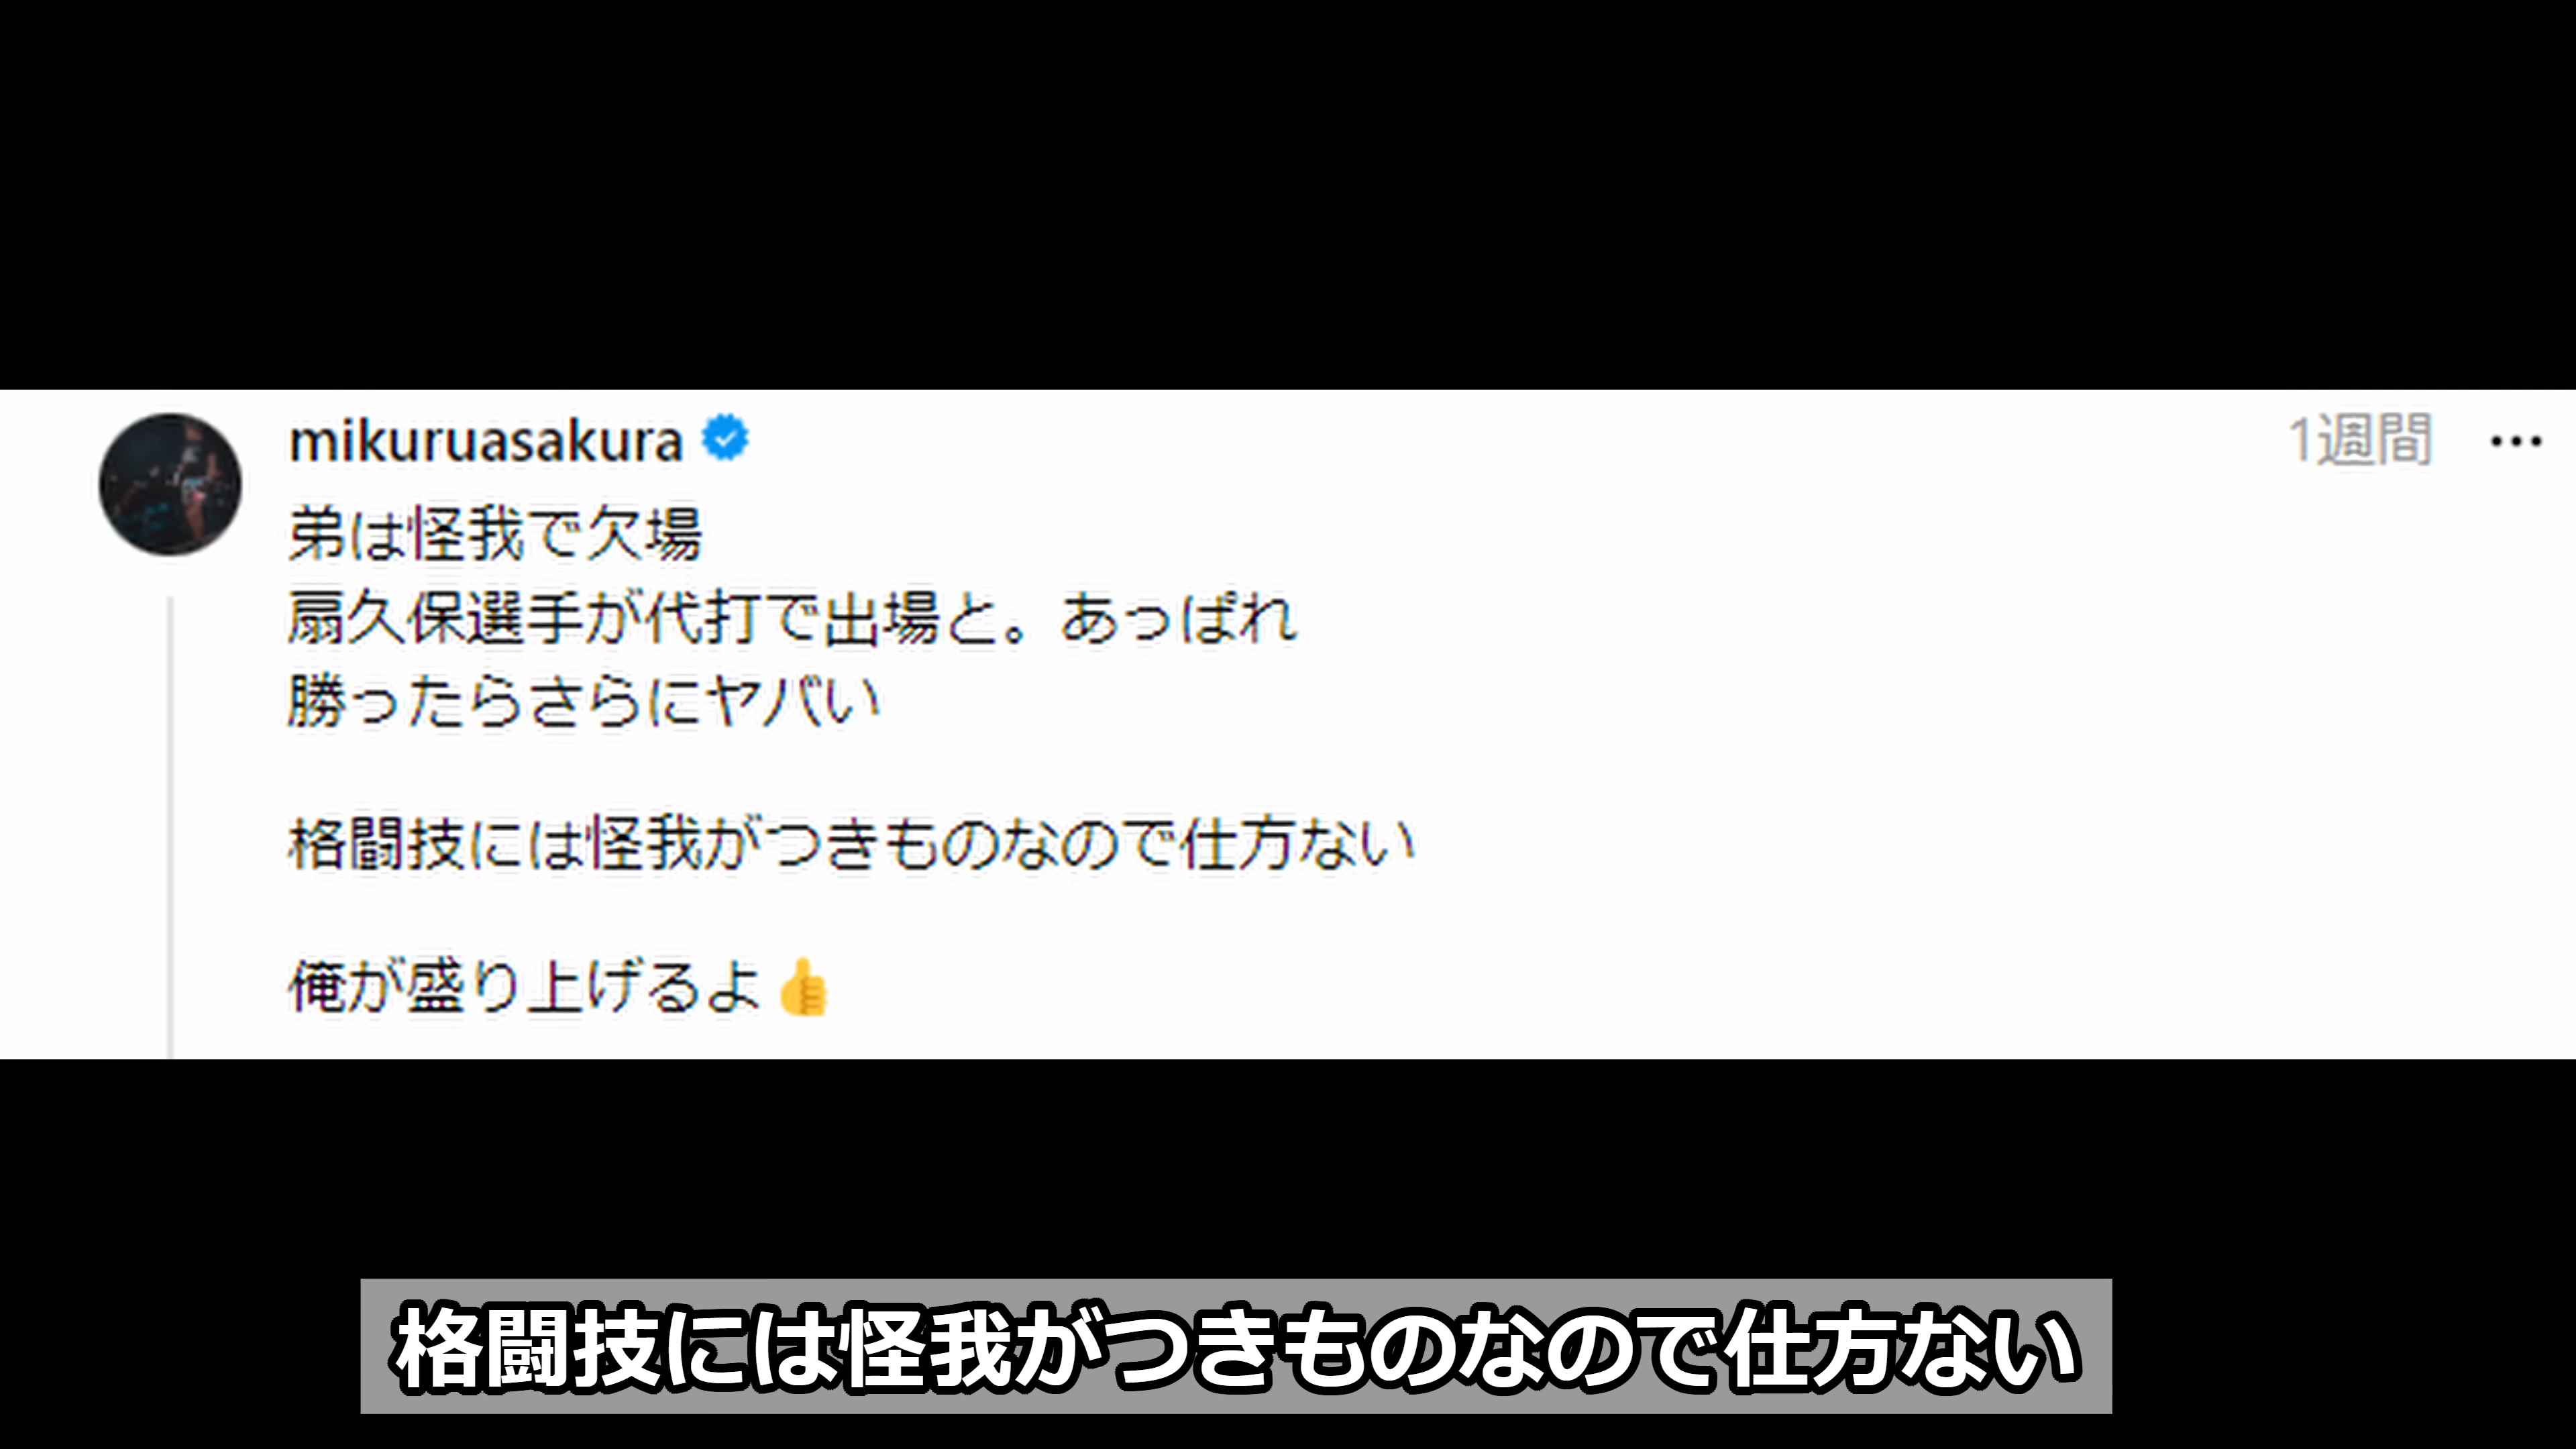 mikuruasakura
1週間
弟は怪我で欠場
扇久保選手が代打で出場と。あっぱれ
勝ったらさらにヤバい
格闘技には怪我がつきものなので仕方ない
俺が盛り上げるよ👍
格闘技には怪我がつきものなので仕方ない